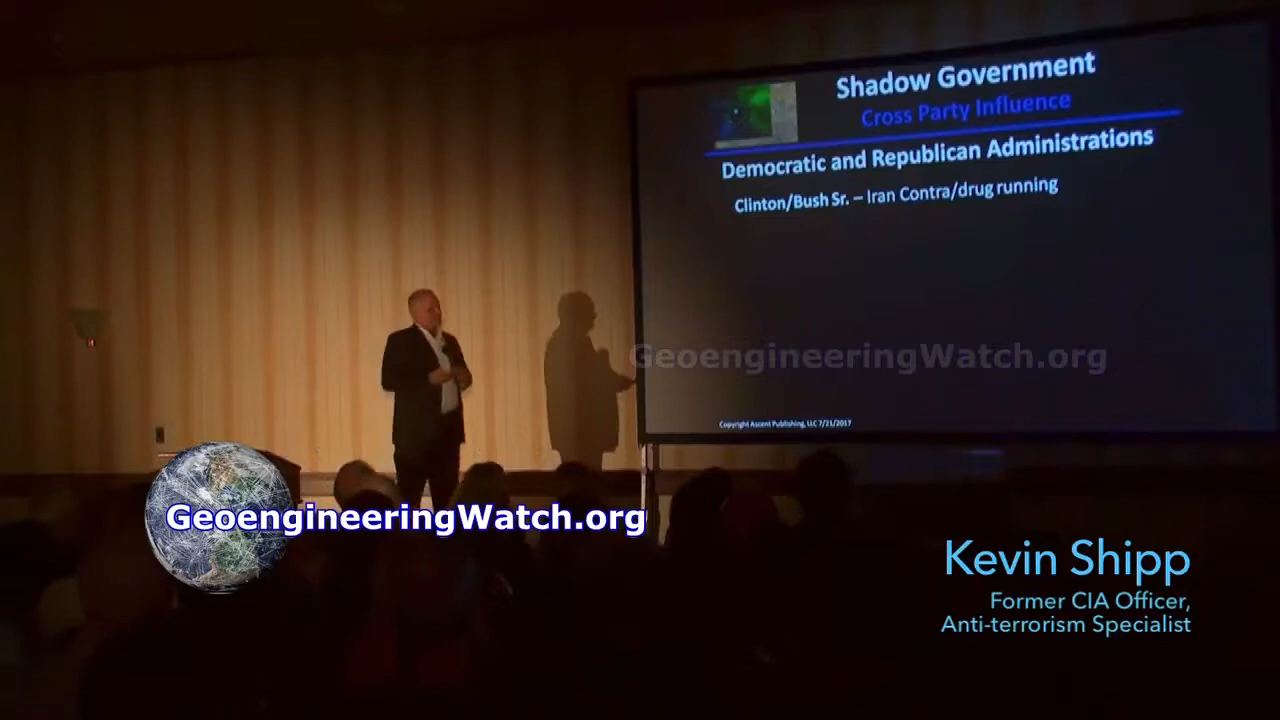 Shadow Government
Cross Party Influence
Democratic and Republican Administrations
Clinton/Bush Sr. – Iran Contra/drug running
GeoengineeringWatch.org
Copyright Ascent Publishing, LLC 7/21/2017
GeoengineeringWatch.org
Kevin Shipp
Former CIA Officer,
Anti-terrorism Specialist